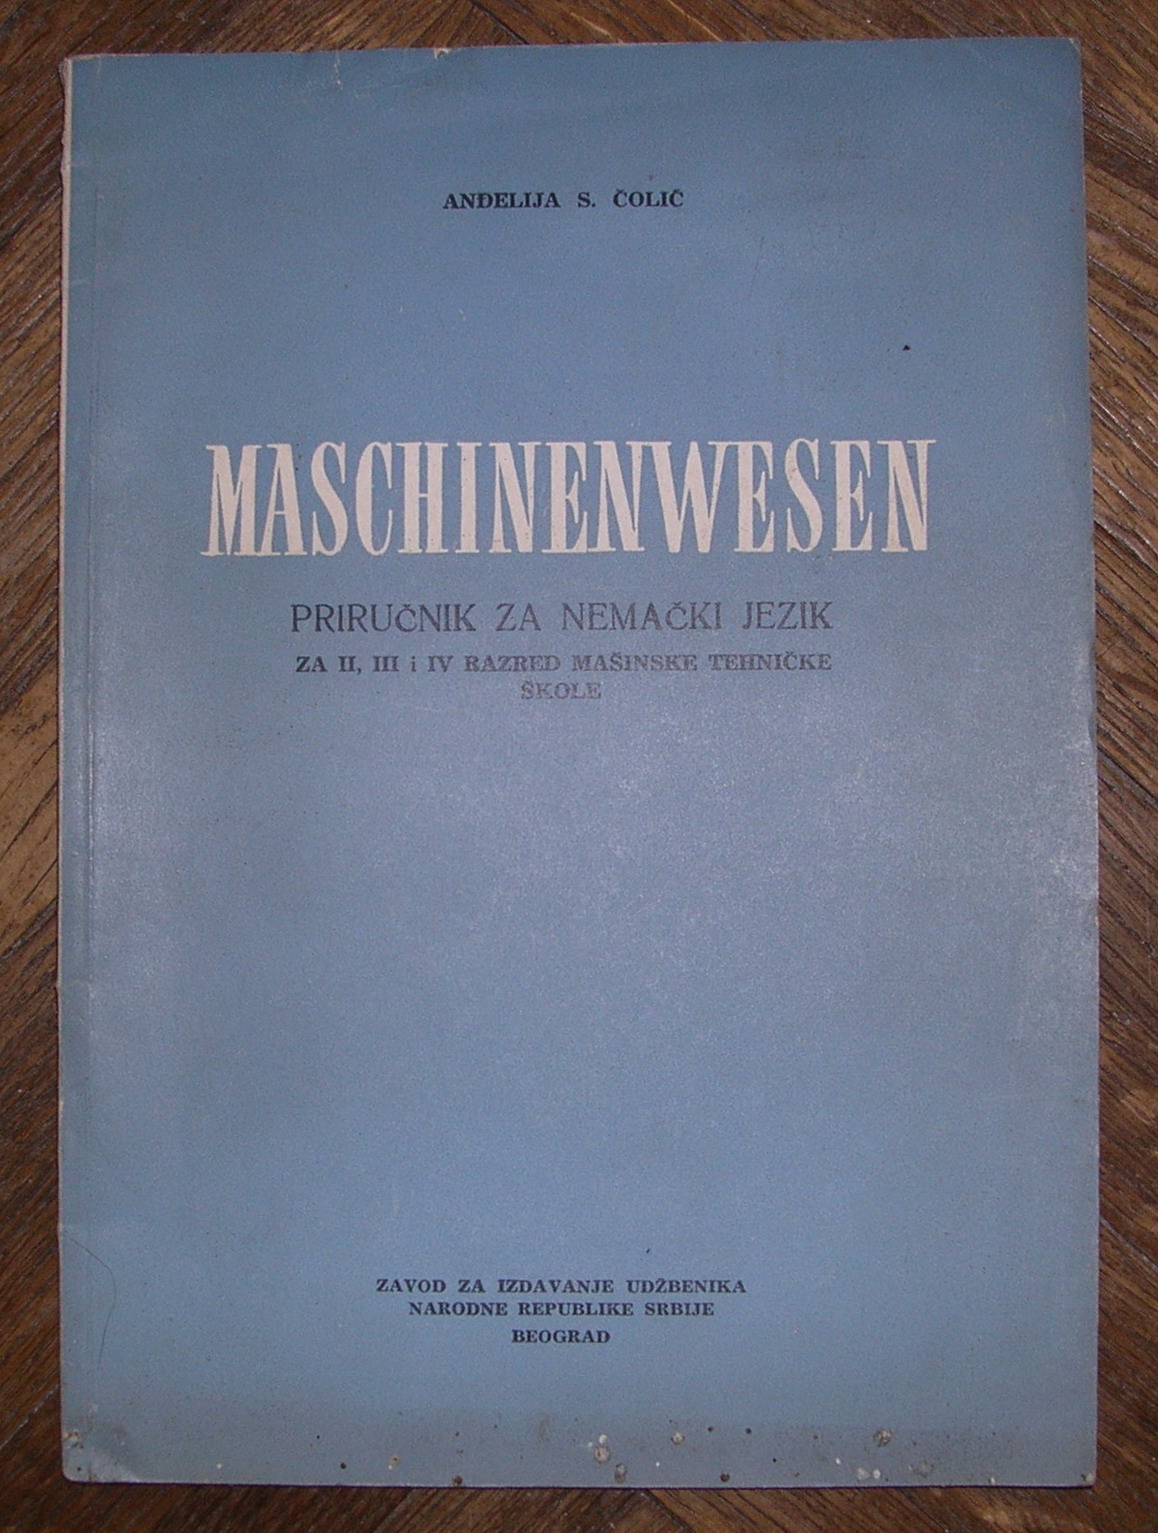 ANĐELIJA S. ČOLIĆ
MASCHINENWESEN
PRIRUČNIK ZA NEMAČKI JEZIK
ZA II, III i IV RAZRED MAŠINSKE TEHNIČKE
ŠKOLE
ZAVOD ZA IZDAVANJE UDŽBENIKA
NARODNE REPUBLIKE SRBIJE
BEOGRAD